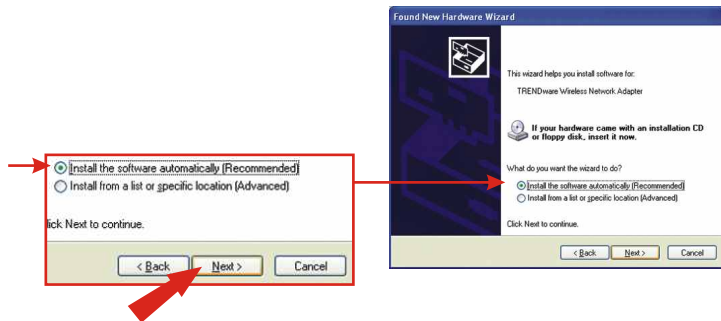 Found New Hardware Wizard
This wizard helps you install software for:
TRENDware Wireless Network Adapter
If your hardware came with an installation CD
or floppy disk, insert it now.
What do you want the wizard to do?
Install the software automatically (Recommended)
Install from a list or specific location (Advanced)
Click Next to continue.
< Back
Next >
Cancel
Install the software automatically (Recommended)
Install from a list or specific location (Advanced)
lick Next to continue.
< Back
Next >
Cancel